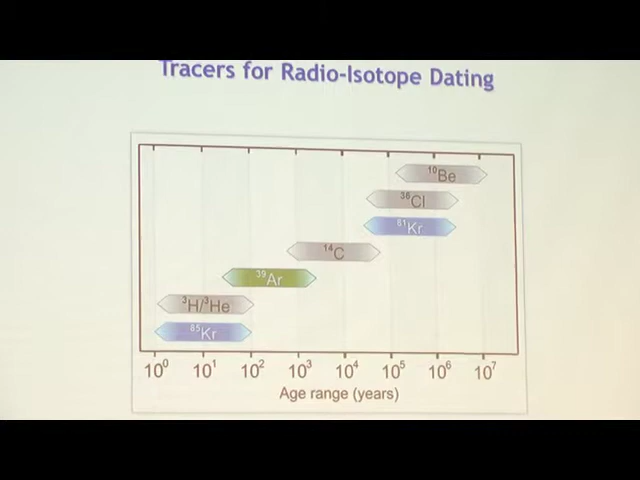 Tracers for Radio-Isotope Dating
¹⁰Be
³⁶Cl
⁸¹Kr
¹⁴C
³⁹Ar
³H/³He
⁸⁵Kr
10⁰ 10¹ 10² 10³ 10⁴ 10⁵ 10⁶ 10⁷
Age range (years)